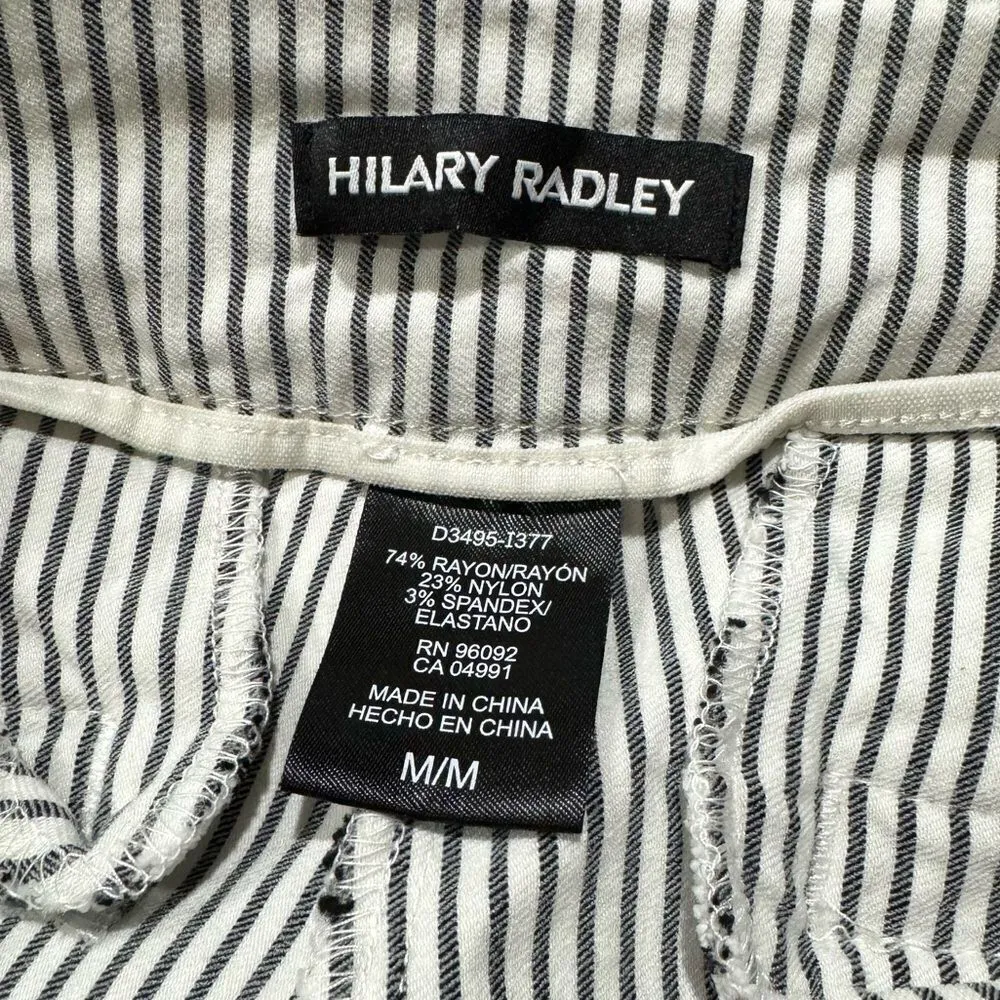 HILARY RADLEY
D3495-I377
74% RAYON/RAYÓN
23% NYLON
3% SPANDEX/
ELASTANO
RN 96092
CA 04991
MADE IN CHINA
HECHO EN CHINA
M/M